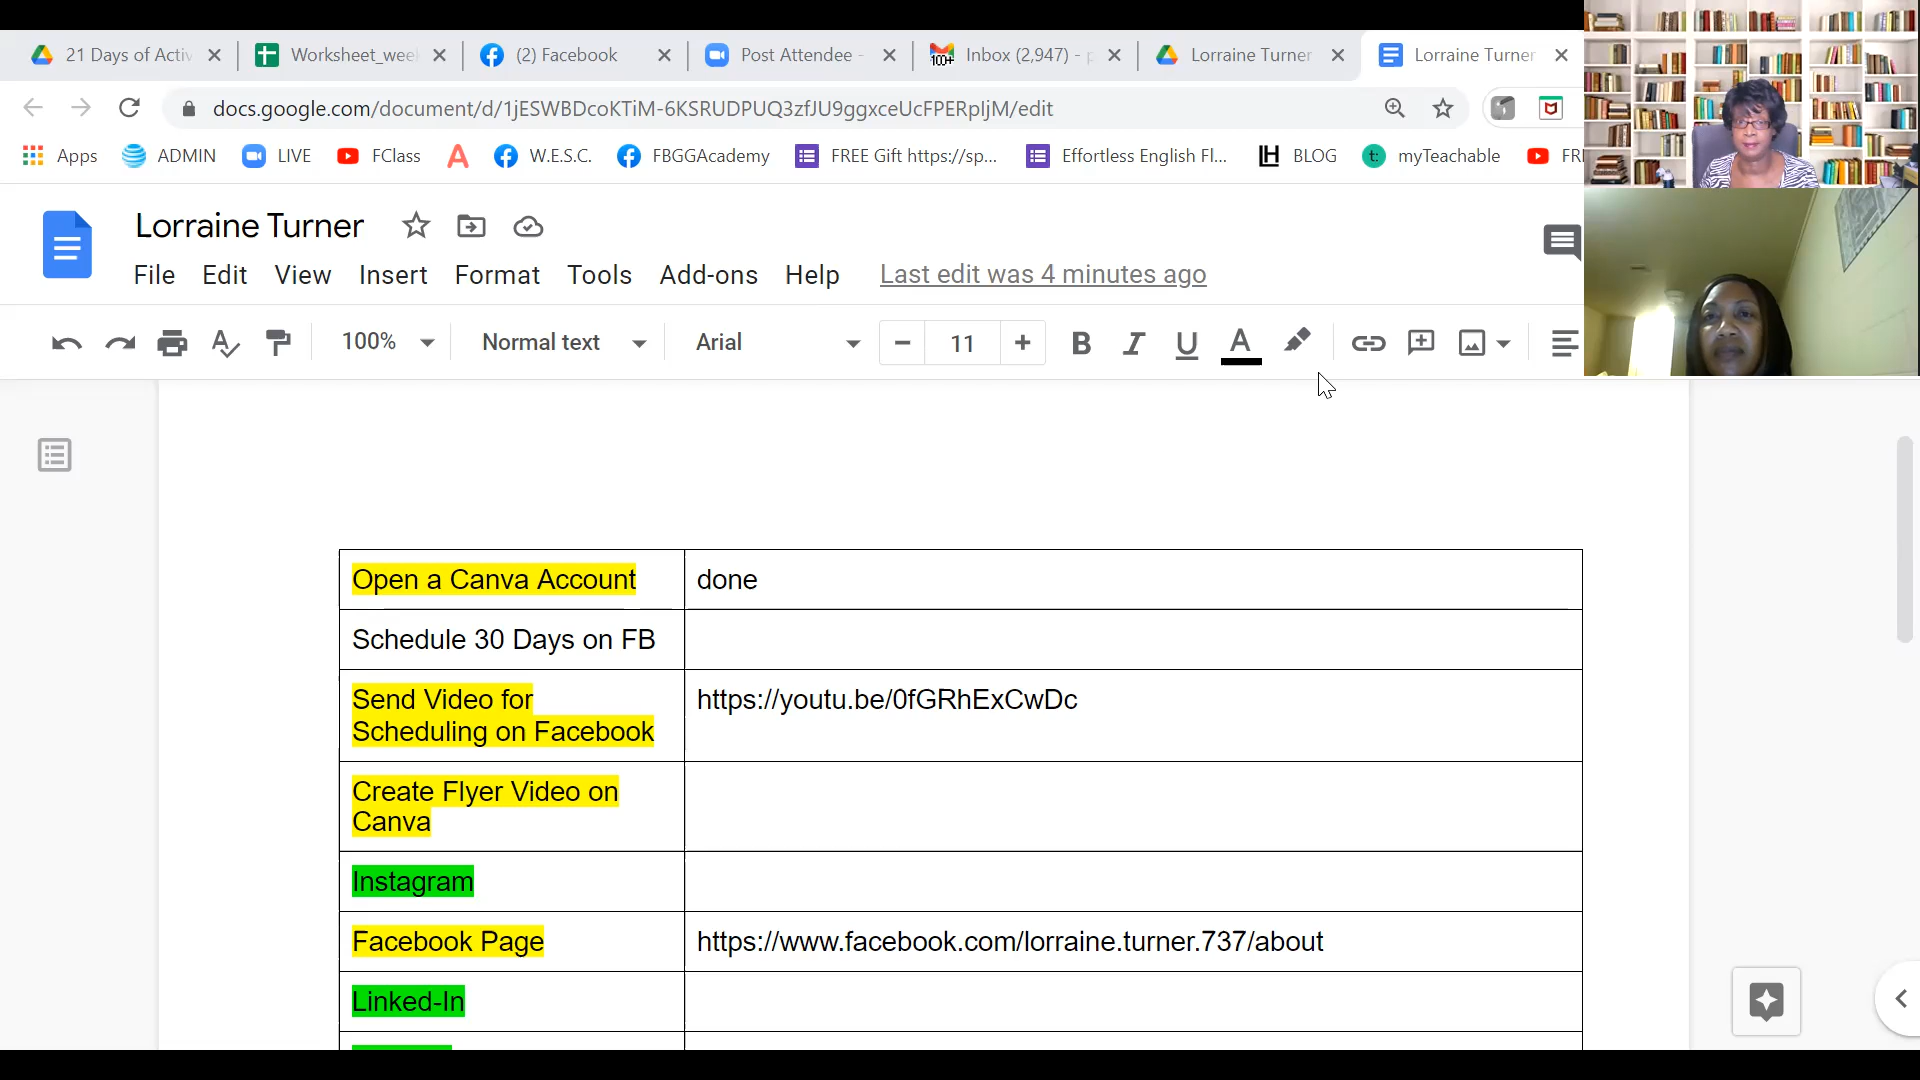 21 Days of Activ
Worksheet_wee
(2) Facebook
Post Attendee -
100+
Inbox (2,947) - p
Lorraine Turner
Lorraine Turner
docs.google.com/document/d/1jESWBDcoKTiM-6KSRUDPUQ3zfJU9ggxceUcFPERpIjM/edit
Apps
ADMIN
LIVE
FClass
W.E.S.C.
FBGGAcademy
FREE Gift https://sp...
Effortless English Fl...
BLOG
myTeachable
FRI
Lorraine Turner
File Edit View Insert Format Tools Add-ons Help Last edit was 4 minutes ago
100% Normal text Arial 11 B I U A
Open a Canva Account
done
Schedule 30 Days on FB
Send Video for
Scheduling on Facebook
https://youtu.be/0fGRhExCwDc
Create Flyer Video on
Canva
Instagram
Facebook Page
https://www.facebook.com/lorraine.turner.737/about
Linked-In